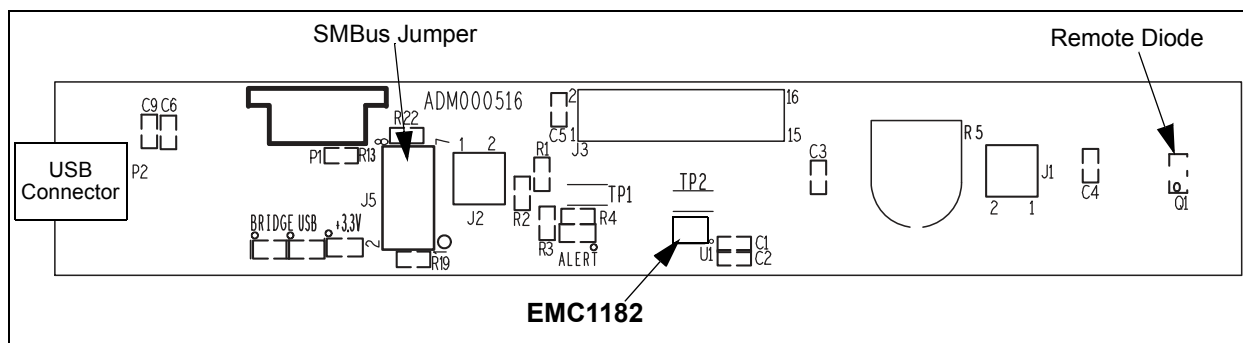 SMBus Jumper
Remote Diode
ADM000516
C9 C6
R22
8
7
P1
R13
USB
Connector
P2
J5
2
1
1 2
J2
BRIDGE USB +3.3V
R19
R1
R2
R3
TP1
R4
ALERT
C5
2
1
J3
16
15
TP2
U1
C1
C2
C3
R5
J1
2 1
C4
Q1
EMC1182